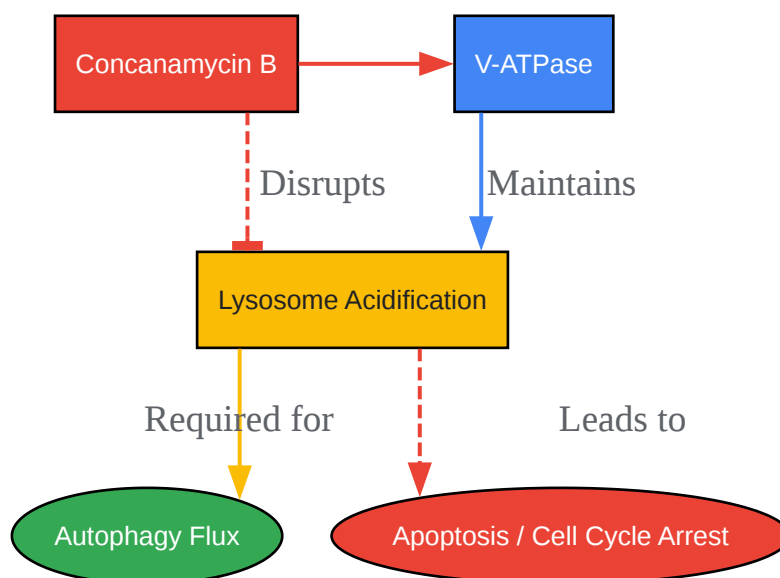 Concanamycin B
V-ATPase
Disrupts
Maintains
Lysosome Acidification
Required for
Leads to
Autophagy Flux
Apoptosis / Cell Cycle Arrest